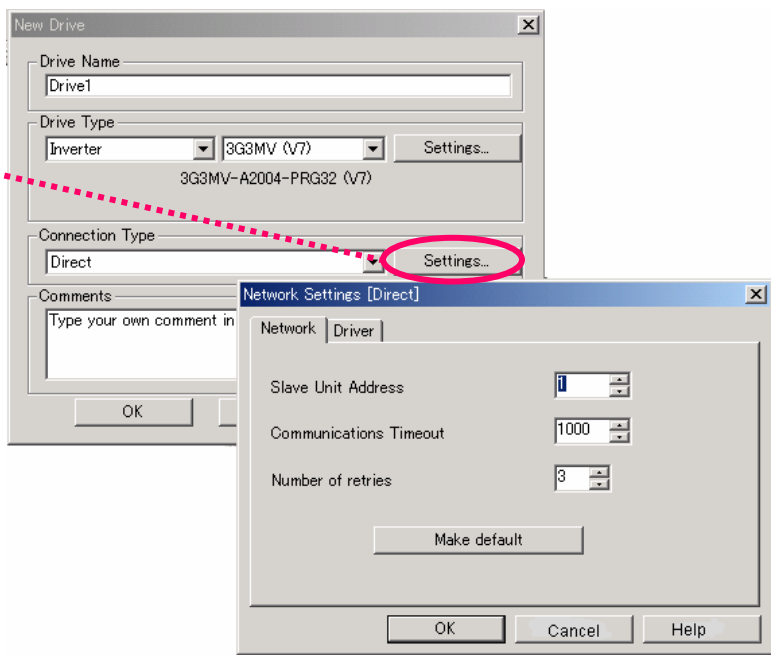 New Drive
Drive Name
Drive1
Drive Type
Inverter 3G3MV (V7) Settings...
3G3MV-A2004-PRG32 (V7)
Connection Type
Direct Settings...
Comments
Type your own comment in
OK
Network Settings [Direct]
Network Driver
Slave Unit Address 1
Communications Timeout 1000
Number of retries 3
Make default
OK Cancel Help